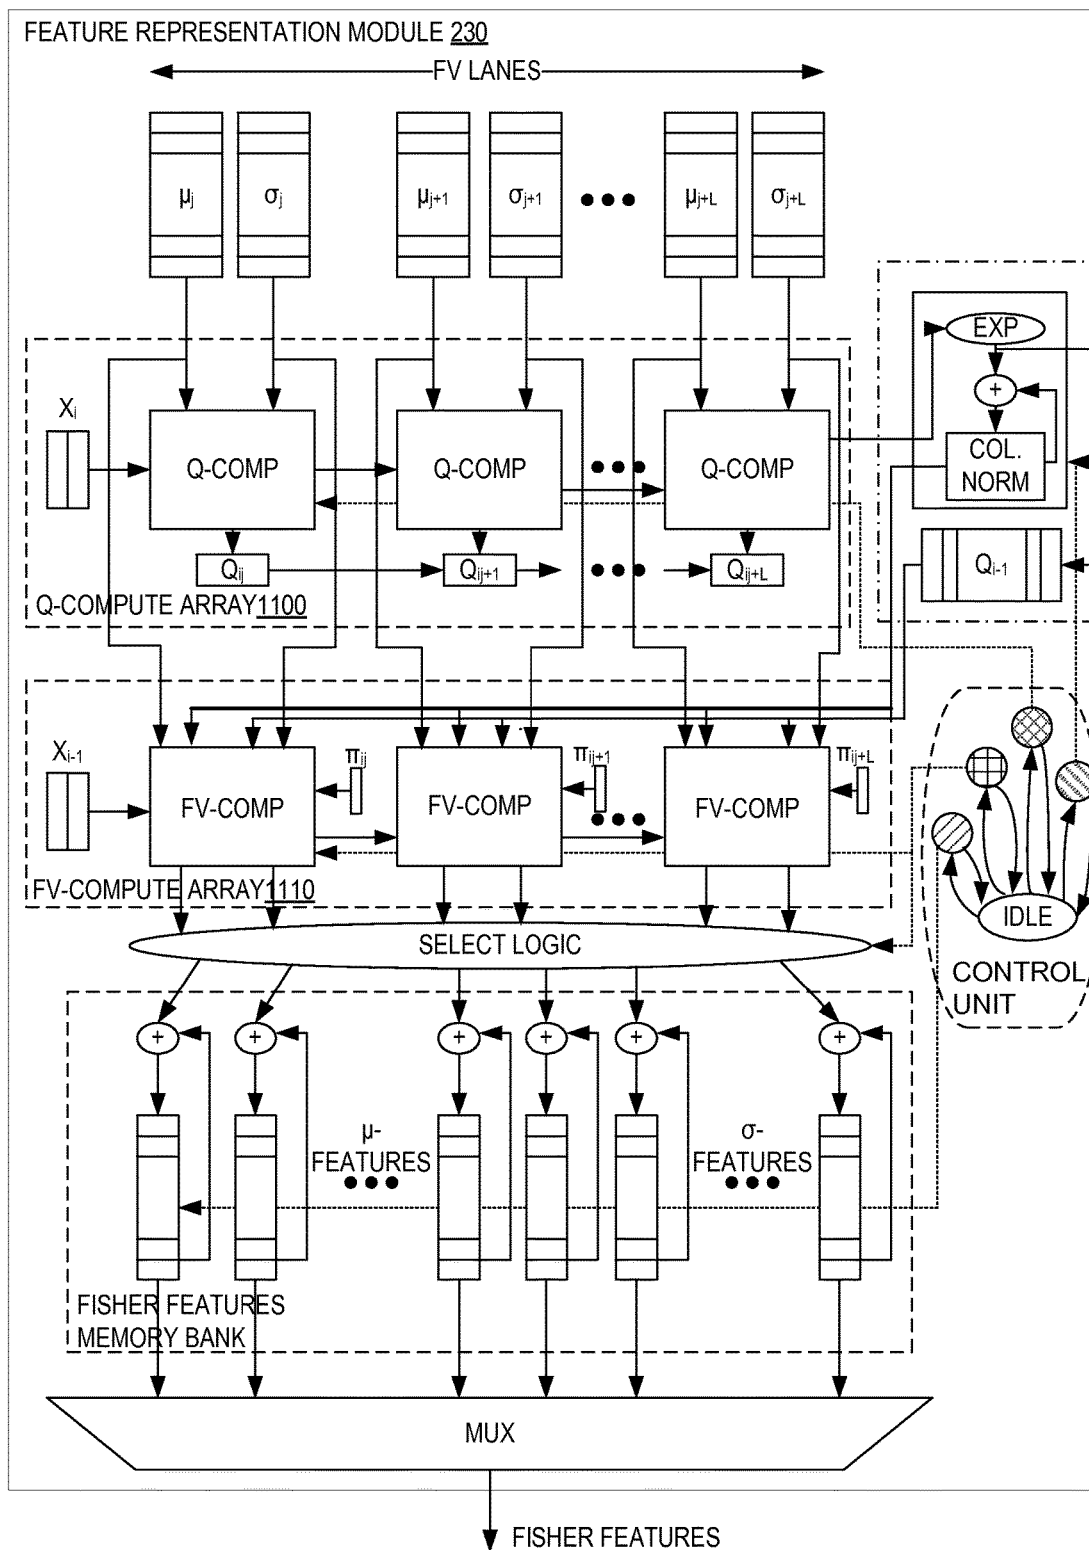 FEATURE REPRESENTATION MODULE 230
FV LANES
μj
σj
μj+1
σj+1
μj+L
σj+L
EXP
+
COL.
NORM
Xi
Q-COMP
Q-COMP
Q-COMP
Qij
Qij+1
Qij+L
Qi-1
Q-COMPUTE ARRAY1100
Xi-1
FV-COMP
πij
FV-COMP
πij+1
FV-COMP
πij+L
FV-COMPUTE ARRAY1110
SELECT LOGIC
IDLE
CONTROL
UNIT
+
+
+
+
+
+
μ-
FEATURES
σ-
FEATURES
FISHER FEATURES
MEMORY BANK
MUX
FISHER FEATURES